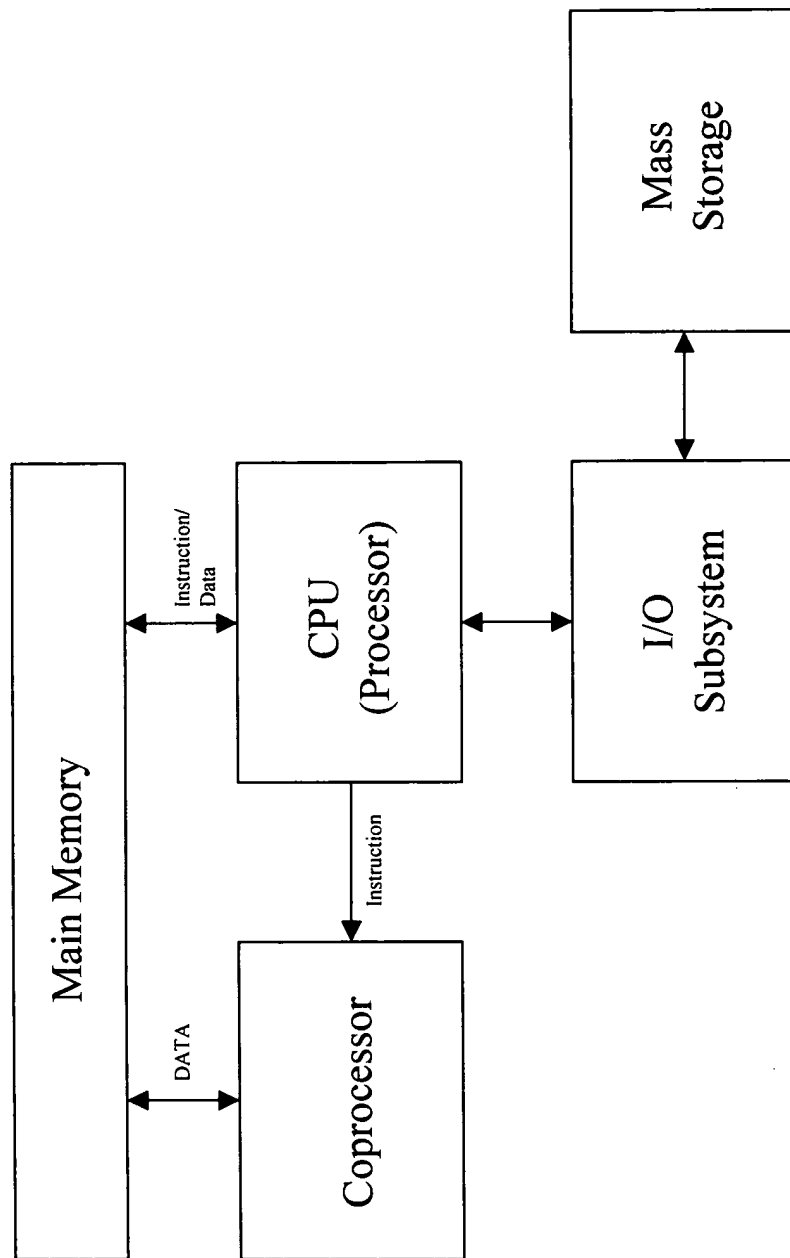 Main Memory
DATA
Instruction/
Data
Coprocessor
Instruction
CPU
(Processor)
I/O
Subsystem
Mass
Storage